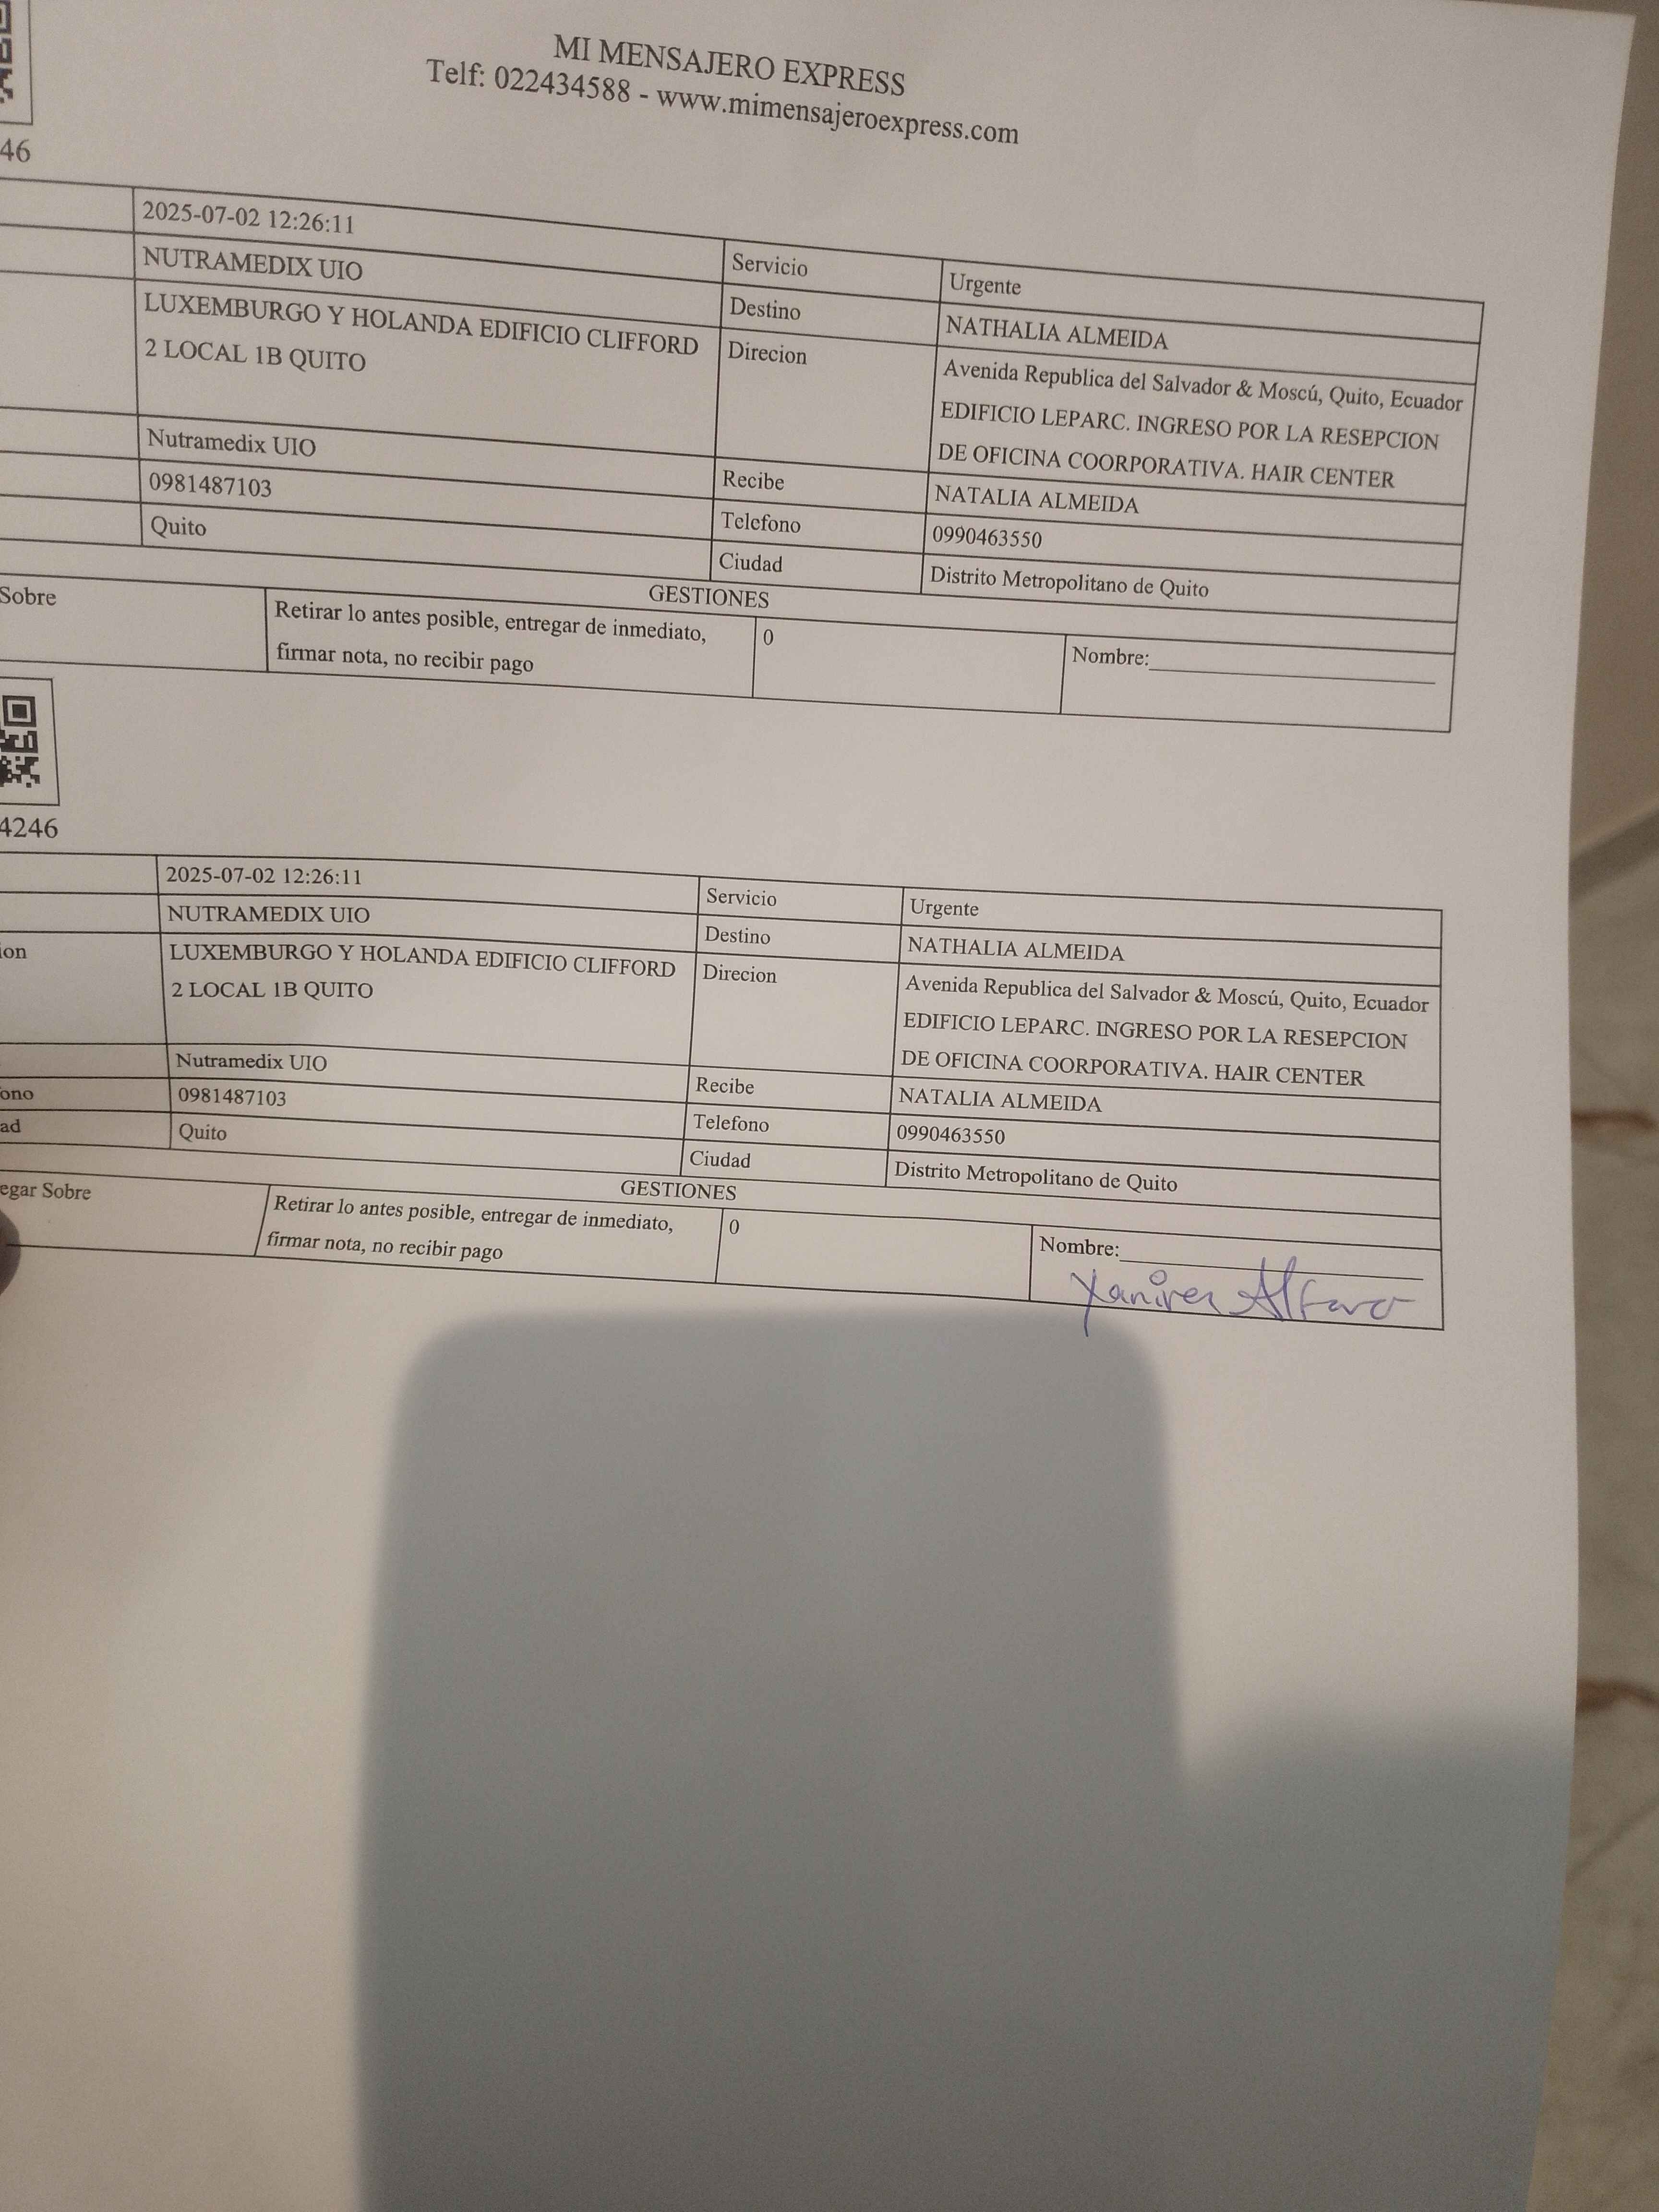 MI MENSAJERO EXPRESS
Telf: 022434588 - www.mimensajeroexpress.com
46
2025-07-02 12:26:11
Servicio
Urgente
NUTRAMEDIX UIO
Destino
NATHALIA ALMEIDA
LUXEMBURGO Y HOLANDA EDIFICIO CLIFFORD
2 LOCAL 1B QUITO
Direcion
Avenida Republica del Salvador & Moscú, Quito, Ecuador
EDIFICIO LEPARC. INGRESO POR LA RESEPCION
DE OFICINA COORPORATIVA. HAIR CENTER
Nutramedix UIO
Recibe
NATALIA ALMEIDA
0981487103
Telefono
0990463550
Quito
Ciudad
Distrito Metropolitano de Quito
GESTIONES
Sobre
Retirar lo antes posible, entregar de inmediato,
firmar nota, no recibir pago
0
Nombre:
4246
2025-07-02 12:26:11
Servicio
Urgente
NUTRAMEDIX UIO
Destino
NATHALIA ALMEIDA
ion
LUXEMBURGO Y HOLANDA EDIFICIO CLIFFORD
2 LOCAL 1B QUITO
Direcion
Avenida Republica del Salvador & Moscú, Quito, Ecuador
EDIFICIO LEPARC. INGRESO POR LA RESEPCION
DE OFICINA COORPORATIVA. HAIR CENTER
Nutramedix UIO
Recibe
NATALIA ALMEIDA
ono
0981487103
Telefono
0990463550
ad
Quito
Ciudad
Distrito Metropolitano de Quito
GESTIONES
egar Sobre
Retirar lo antes posible, entregar de inmediato,
firmar nota, no recibir pago
0
Nombre:
Alfaro